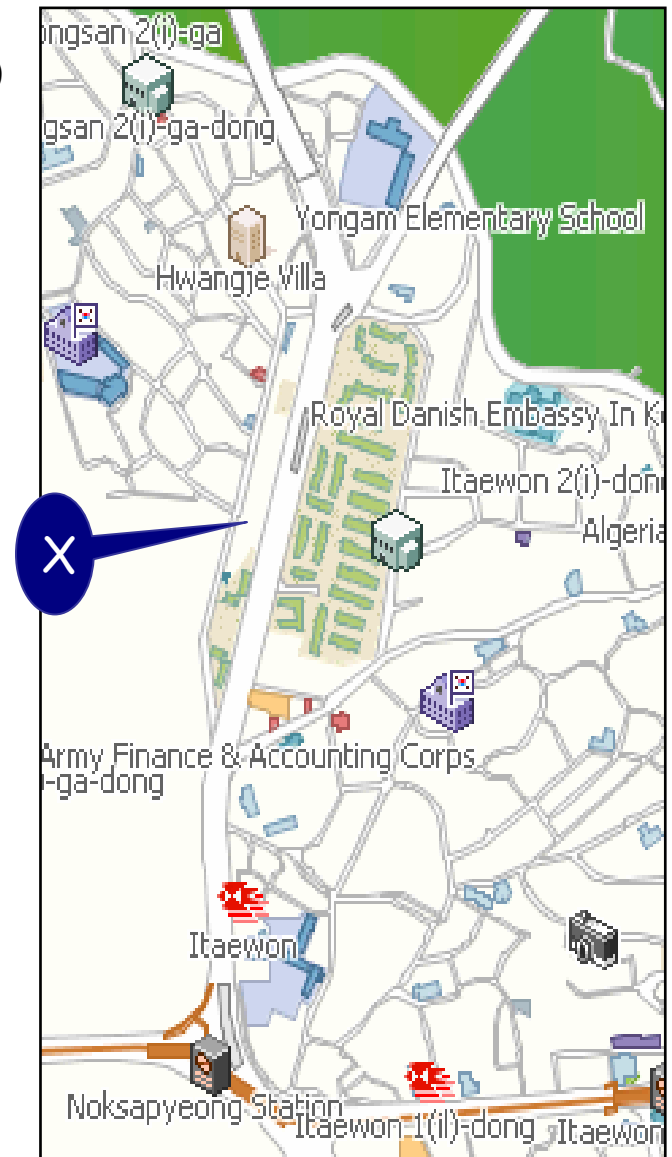 ongsan 2(i)-ga
)
gsan 2(i)-ga-dong
Yongam Elementary School
Hwangje Villa
Royal Danish Embassy In K
Itaewon 2(i)-don
Algeria
X
Army Finance & Accounting Corps
-ga-dong
Itaewon
Noksapyeong Station
Itaewon 1(il)-dong
Itaewon